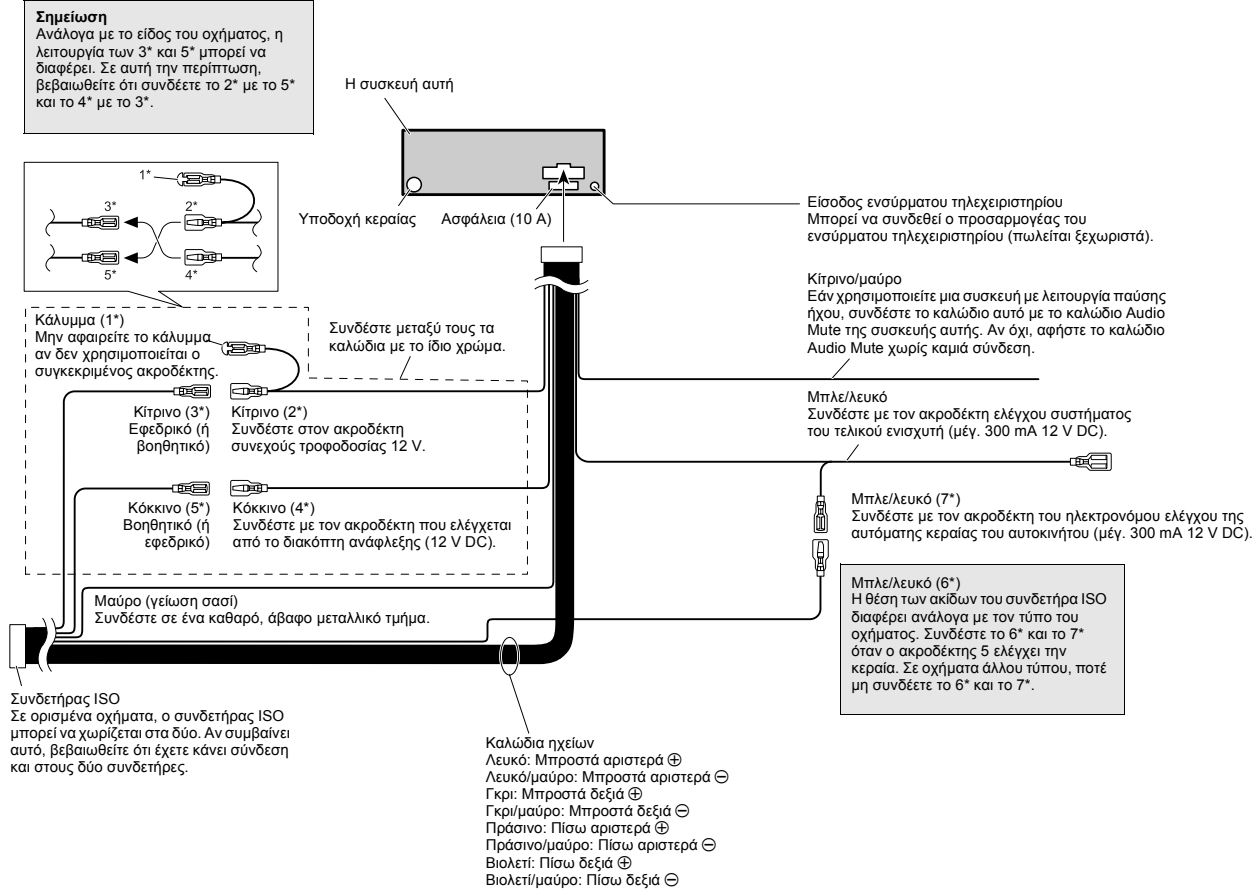 Σημείωση
Ανάλογα με το είδος του οχήματος, η
λειτουργία των 3* και 5* μπορεί να
διαφέρει. Σε αυτή την περίπτωση,
βεβαιωθείτε ότι συνδέετε το 2* με το 5*
και το 4* με το 3*.
Η συσκευή αυτή
1*
3*
2*
5*
4*
Υποδοχή κεραίας
Ασφάλεια (10 A)
Είσοδος ενσύρματου τηλεχειριστηρίου
Μπορεί να συνδεθεί ο προσαρμογέας του
ενσύρματου τηλεχειριστηρίου (πωλείται ξεχωριστά).
Κίτρινο/μαύρο
Εάν χρησιμοποιείτε μια συσκευή με λειτουργία παύσης
ήχου, συνδέστε το καλώδιο αυτό με το καλώδιο Audio
Mute της συσκευής αυτής. Αν όχι, αφήστε το καλώδιο
Audio Mute χωρίς καμιά σύνδεση.
Κάλυμμα (1*)
Μην αφαιρείτε το κάλυμμα
αν δεν χρησιμοποιείται ο
συγκεκριμένος ακροδέκτης.
Συνδέστε μεταξύ τους τα
καλώδια με το ίδιο χρώμα.
Κίτρινο (3*)
Εφεδρικό (ή
βοηθητικό)
Κίτρινο (2*)
Συνδέστε στον ακροδέκτη
συνεχούς τροφοδοσίας 12 V.
Μπλε/λευκό
Συνδέστε με τον ακροδέκτη ελέγχου συστήματος
του τελικού ενισχυτή (μέγ. 300 mA 12 V DC).
Κόκκινο (5*)
Βοηθητικό (ή
εφεδρικό)
Κόκκινο (4*)
Συνδέστε με τον ακροδέκτη που ελέγχεται
από το διακόπτη ανάφλεξης (12 V DC).
Μπλε/λευκό (7*)
Συνδέστε με τον ακροδέκτη του ηλεκτρονόμου ελέγχου της
αυτόματης κεραίας του αυτοκινήτου (μέγ. 300 mA 12 V DC).
Μαύρο (γείωση σασί)
Συνδέστε σε ένα καθαρό, άβαφο μεταλλικό τμήμα.
Μπλε/λευκό (6*)
Η θέση των ακίδων του συνδετήρα ISO
διαφέρει ανάλογα με τον τύπο του
οχήματος. Συνδέστε το 6* και το 7*
όταν ο ακροδέκτης 5 ελέγχει την
κεραία. Σε οχήματα άλλου τύπου, ποτέ
μη συνδέετε το 6* και το 7*.
Συνδετήρας ISO
Σε ορισμένα οχήματα, ο συνδετήρας ISO
μπορεί να χωρίζεται στα δύο. Αν συμβαίνει
αυτό, βεβαιωθείτε ότι έχετε κάνει σύνδεση
και στους δύο συνδετήρες.
Καλώδια ηχείων
Λευκό: Μπροστά αριστερά ⊕
Λευκό/μαύρο: Μπροστά αριστερά ⊖
Γκρι: Μπροστά δεξιά ⊕
Γκρι/μαύρο: Μπροστά δεξιά ⊖
Πράσινο: Πίσω αριστερά ⊕
Πράσινο/μαύρο: Πίσω αριστερά ⊖
Βιολετί: Πίσω δεξιά ⊕
Βιολετί/μαύρο: Πίσω δεξιά ⊖